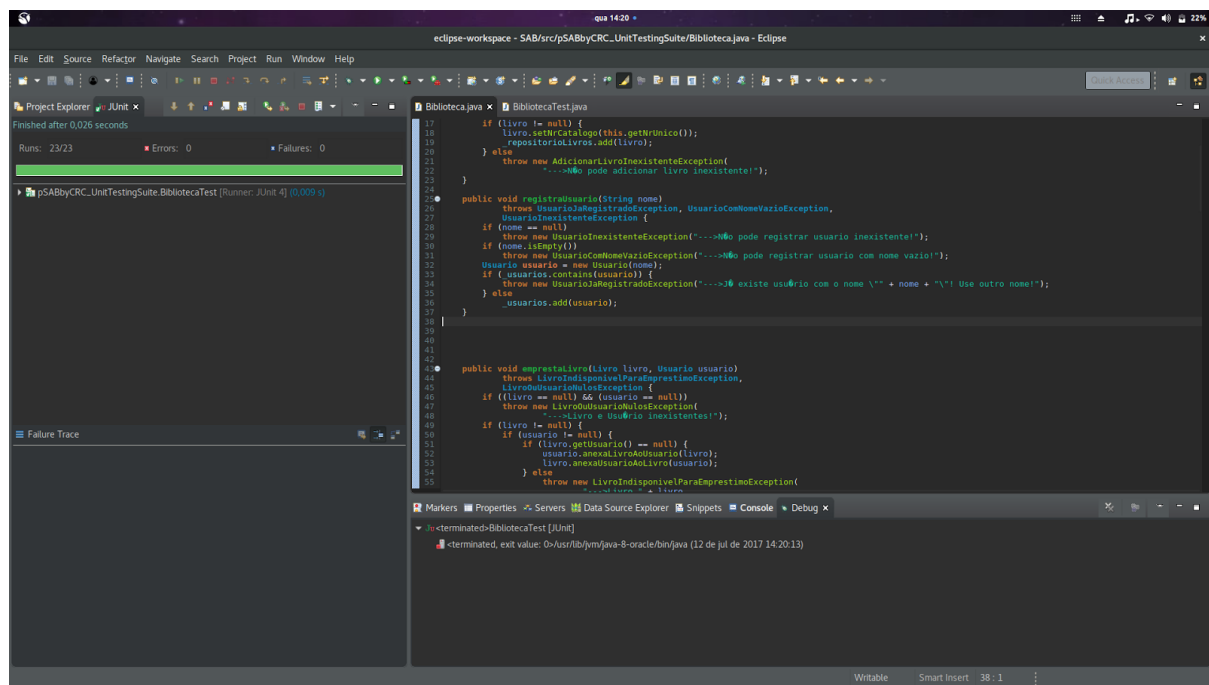 qua 14:20
22%
eclipse-workspace - SAB/src/pSABbyCRC_UnitTestingSuite/Biblioteca.java - Eclipse
File Edit Source Refactor Navigate Search Project Run Window Help
Quick Access
Project Explorer JUnit
Finished after 0,026 seconds
Runs: 23/23 Errors: 0 Failures: 0
pSABbyCRC_UnitTestingSuite.BibliotecaTest [Runner: JUnit 4] (0,009 s)
Failure Trace
Biblioteca.java BibliotecaTest.java
17 if (livro != null) {
18 livro.setNrCatalogo(this.getNrUnico());
19 _repositorioLivros.add(livro);
20 } else
21 throw new AdicionarLivroInexistenteException(
22 "--->N�o pode adicionar livro inexistente!");
23 }
24
25 public void registraUsuario(String nome)
26 throws UsuarioJaRegistradoException, UsuarioComNomeVazioException,
27 UsuarioInexistenteException {
28 if (nome == null)
29 throw new UsuarioInexistenteException("--->N�o pode registrar usuario inexistente!");
30 if (nome.isEmpty())
31 throw new UsuarioComNomeVazioException("--->N�o pode registrar usuario com nome vazio!");
32 Usuario usuario = new Usuario(nome);
33 if (_usuarios.contains(usuario)) {
34 throw new UsuarioJaRegistradoException("--->J� existe usu�rio com o nome \"" + nome + "\"! Use outro nome!");
35 } else
36 _usuarios.add(usuario);
37 }
38
39
40
41
42
43 public void emprestaLivro(Livro livro, Usuario usuario)
44 throws LivroIndisponivelParaEmprestimoException,
45 LivroOuUsuarioNulosException {
46 if ((livro == null) && (usuario == null))
47 throw new LivroOuUsuarioNulosException(
48 "--->Livro e Usu�rio inexistentes!");
49 if (livro != null) {
50 if (usuario != null) {
51 if (livro.getUsuario() == null) {
52 usuario.anexaLivroAoUsuario(livro);
53 livro.anexaUsuarioAoLivro(usuario);
54 } else
55 throw new LivroIndisponivelParaEmprestimoException(
"--->Livro " + livro
Markers Properties Servers Data Source Explorer Snippets Console Debug
<terminated>BibliotecaTest [JUnit]
<terminated, exit value: 0>/usr/lib/jvm/java-8-oracle/bin/java (12 de jul de 2017 14:20:13)
Writable Smart Insert 38 : 1